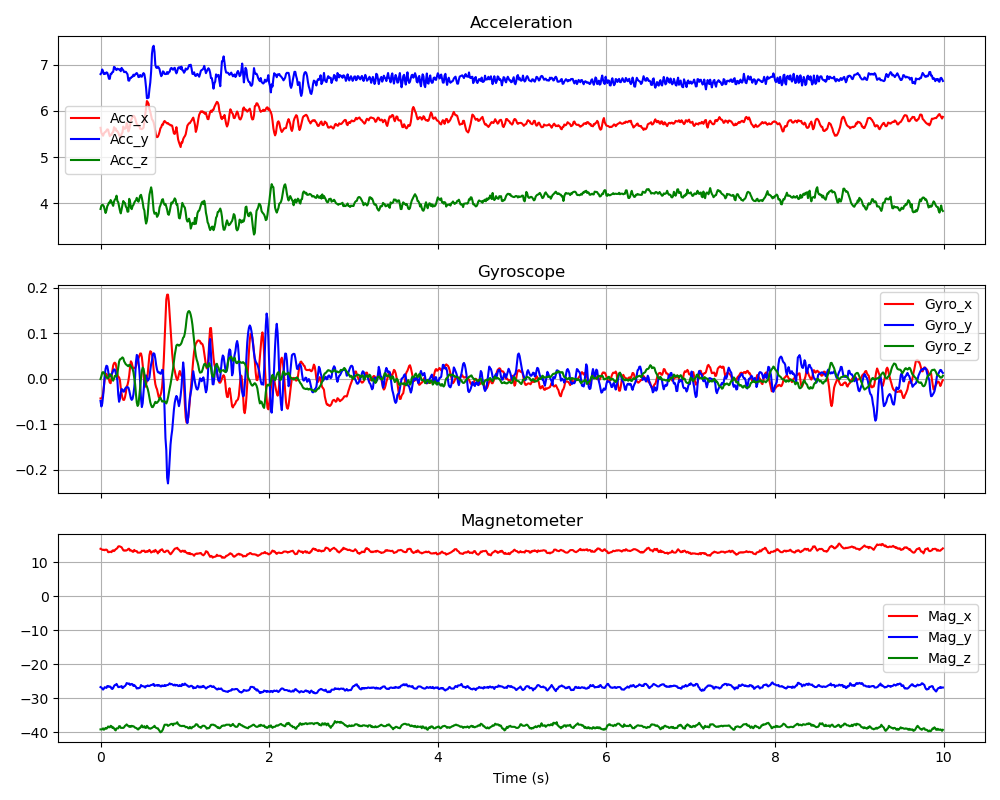 Acceleration
7
6
5
4
Acc_x
Acc_y
Acc_z
Gyroscope
0.2
0.1
0.0
−0.1
−0.2
Gyro_x
Gyro_y
Gyro_z
Magnetometer
10
0
−10
−20
−30
−40
Mag_x
Mag_y
Mag_z
0 2 4 6 8 10
Time (s)